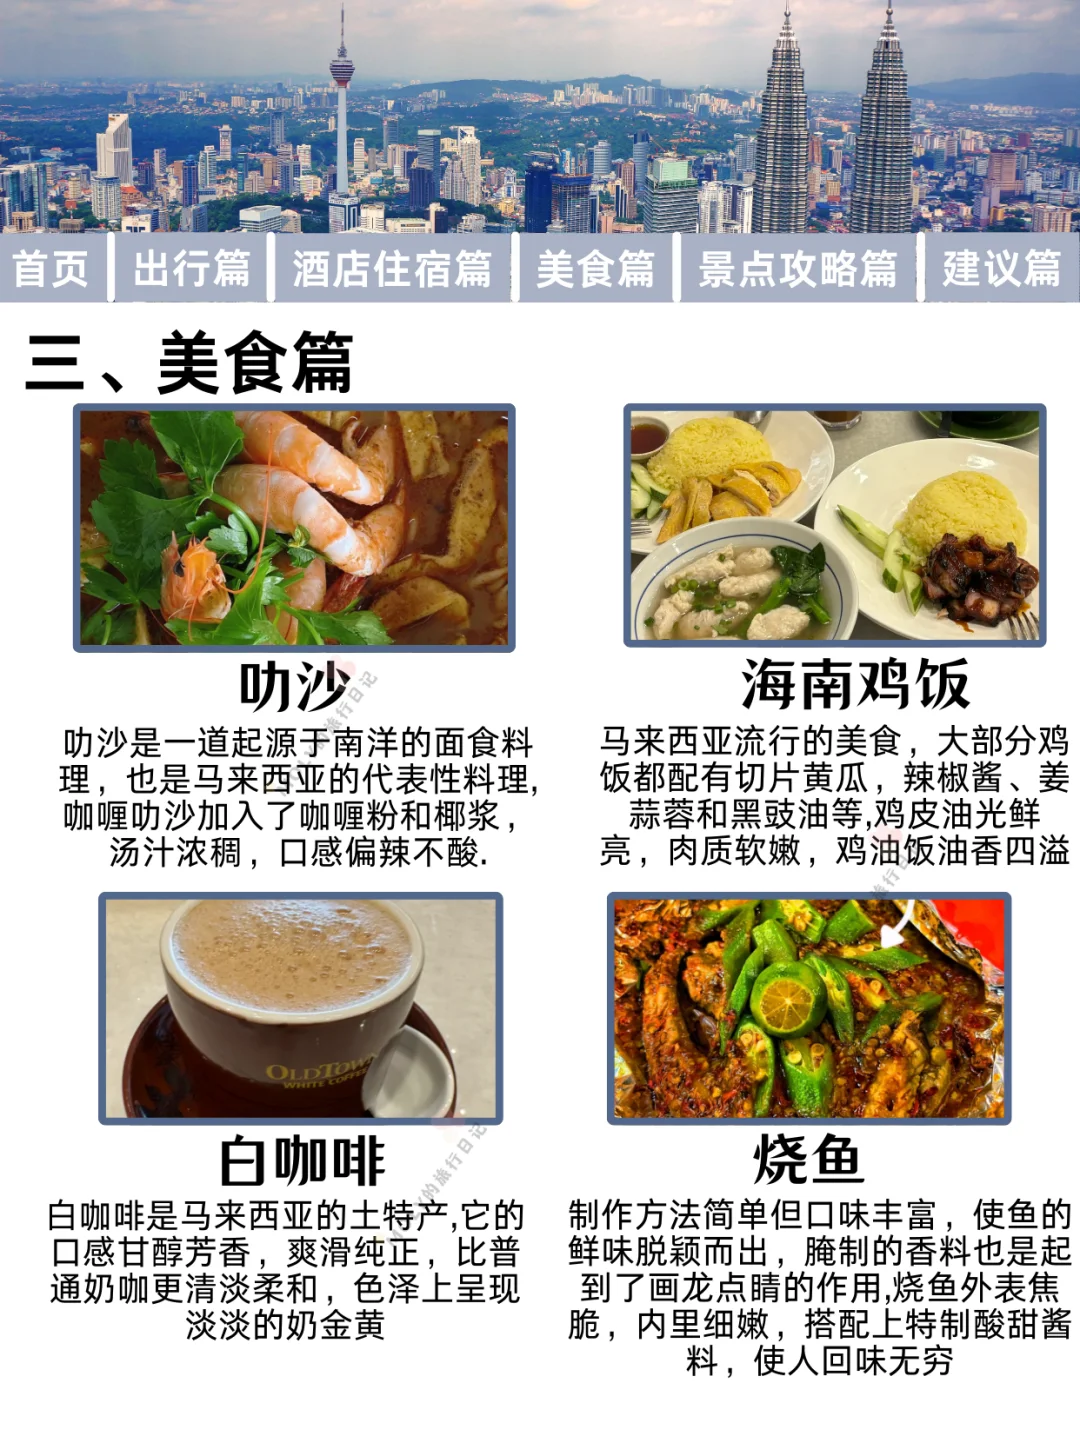 首页 出行篇 酒店住宿篇 美食篇 景点攻略篇 建议篇
三、美食篇
叻沙
叻沙是一道起源于南洋的面食料
理，也是马来西亚的代表性料理,
咖喱叻沙加入了咖喱粉和椰浆，
汤汁浓稠，口感偏辣不酸.
海南鸡饭
马来西亚流行的美食，大部分鸡
饭都配有切片黄瓜，辣椒酱、姜
蒜蓉和黑豉油等,鸡皮油光鲜
亮，肉质软嫩，鸡油饭油香四溢
OLDTOWN
WHITE COFFEE
白咖啡
白咖啡是马来西亚的土特产,它的
口感甘醇芳香，爽滑纯正，比普
通奶咖更清淡柔和，色泽上呈现
淡淡的奶金黄
烧鱼
制作方法简单但口味丰富，使鱼的
鲜味脱颖而出，腌制的香料也是起
到了画龙点睛的作用,烧鱼外表焦
脆，内里细嫩，搭配上特制酸甜酱
料，使人回味无穷
的旅行日记